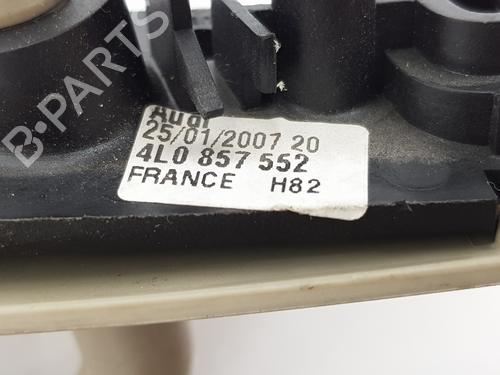 Audi
25/01/2007 20
4L0 857 552
FRANCE H82
B-PARTS